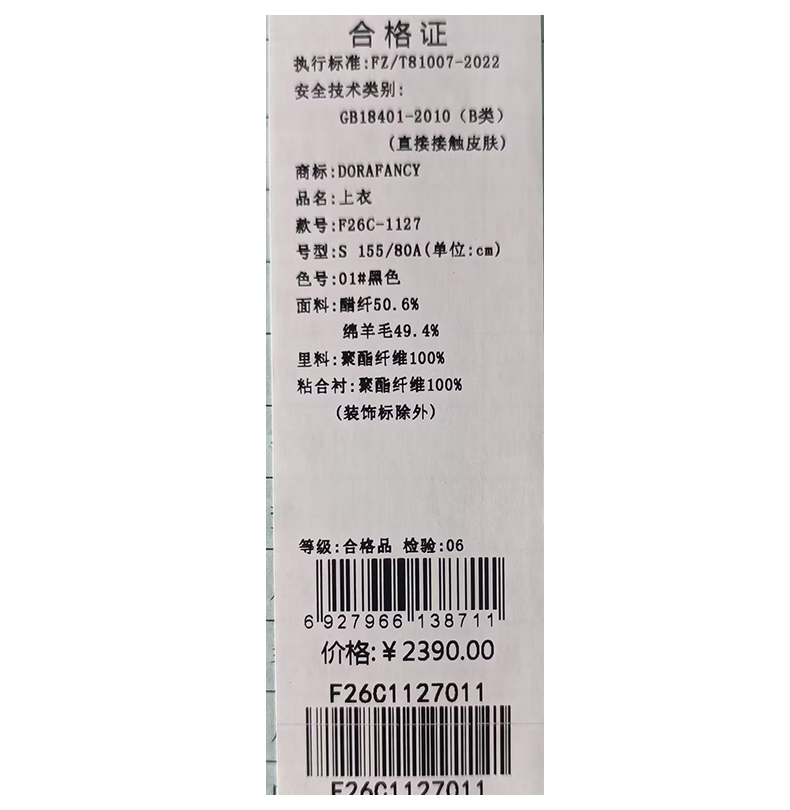 合格证
执行标准:FZ/T81007-2022
安全技术类别:
GB18401-2010（B类）
(直接接触皮肤)
商标:DORAFANCY
品名:上衣
款号:F26C-1127
号型:S 155/80A(单位:cm)
色号:01#黑色
面料:醋纤50.6%
绵羊毛49.4%
里料:聚酯纤维100%
粘合衬:聚酯纤维100%
(装饰标除外)
等级:合格品 检验:06
6 927966 138711
价格:¥2390.00
F26C1127011
F26C1127011